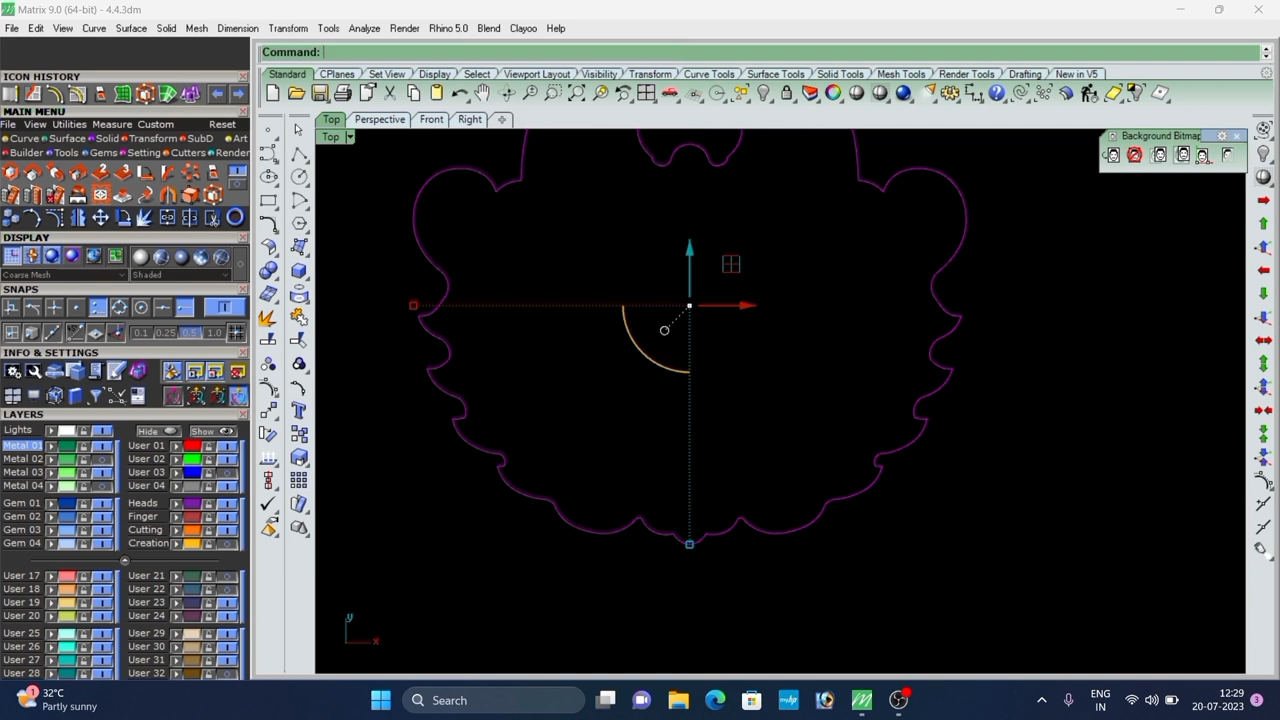 Matrix 9.0 (64-bit) - 4.4.3dm
File Edit View Curve Surface Solid Mesh Dimension Transform Tools Analyze Render Rhino 5.0 Blend Clayoo Help
Command:
ICON HISTORY
Standard CPlanes Set View Display Select Viewport Layout Visibility Transform Curve Tools Surface Tools Solid Tools Mesh Tools Render Tools Drafting New in V5
MAIN MENU
File View Utilities Measure Custom Reset
Curve Surface Solid Transform SubD Art
Builder Tools Gems Setting Cutters Render
Top Perspective Front Right
Top
Background Bitmap
DISPLAY
Coarse Mesh Shaded
SNAPS
0.1 0.25 0.5 1.0
INFO & SETTINGS
LAYERS
Lights Hide Show
Metal 01 User 01
Metal 02 User 02
Metal 03 User 03
Metal 04 User 04
Gem 01 Heads
Gem 02 Finger
Gem 03 Cutting
Gem 04 Creation
User 17 User 21
User 18 User 22
User 19 User 23
User 20 User 24
User 25 User 29
User 26 User 30
User 27 User 31
User 28 User 32
y
x
1
32°C
Partly sunny
Search
ENG
IN
12:29
20-07-2023
3